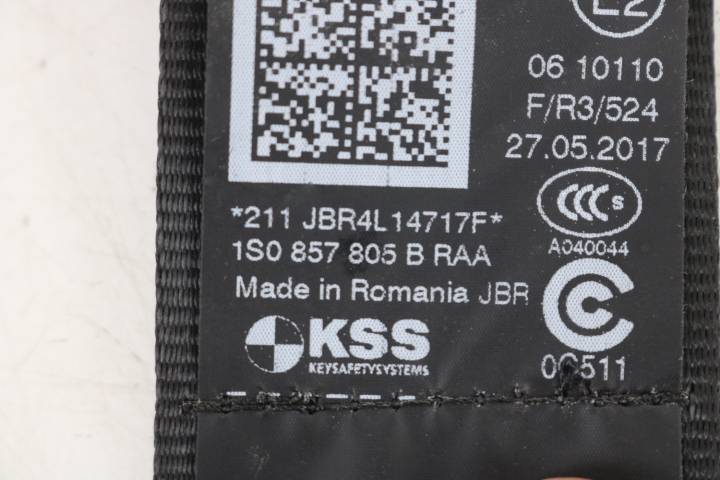 E2
06 10110
F/R3/524
27.05.2017
CCC S
A040044
*211 JBR4L14717F*
1S0 857 805 B RAA
Made in Romania JBR
KSS
KEYSAFETYSYSTEMS